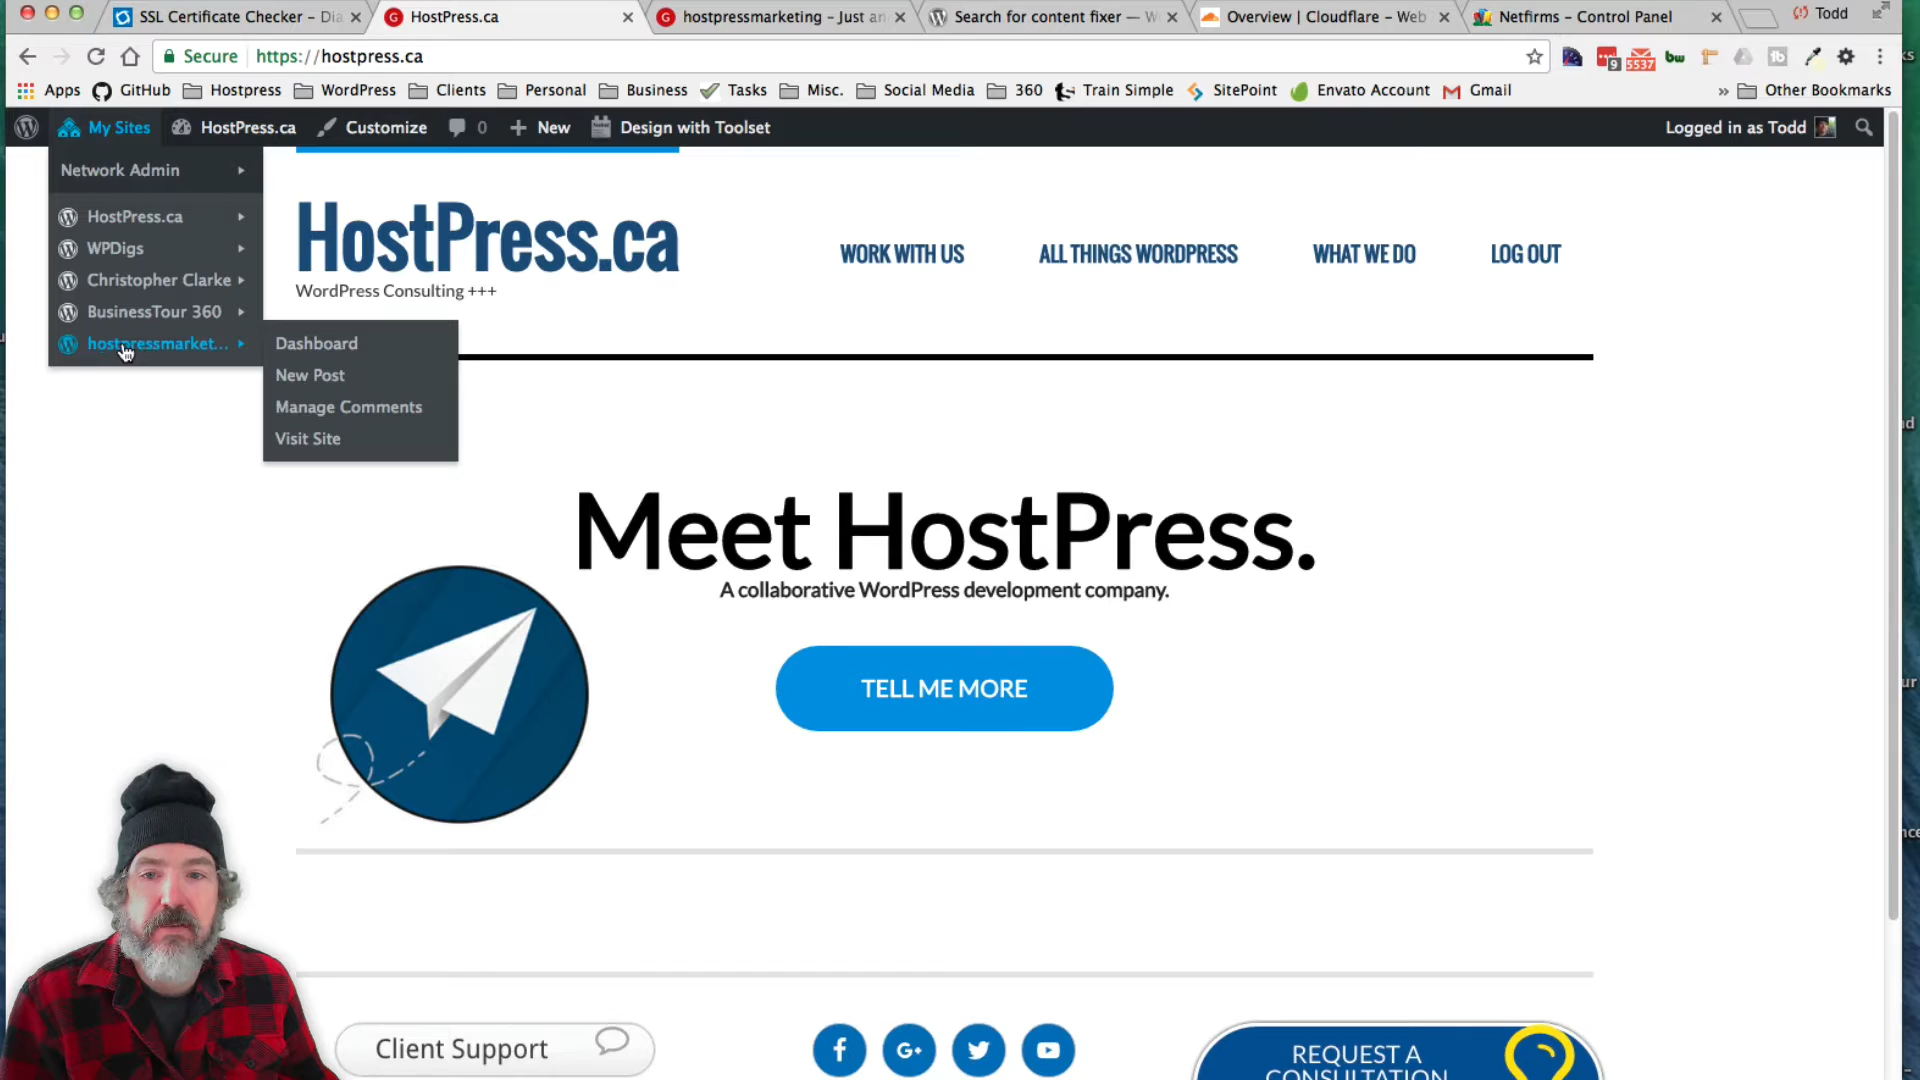 SSL Certificate Checker - Dia
HostPress.ca
hostpressmarketing - Just an
Search for content fixer — W
Overview | Cloudflare - Web
Netfirms - Control Panel
Todd
Secure https://hostpress.ca
9
5537
bw
Apps GitHub Hostpress WordPress Clients Personal Business Tasks Misc. Social Media 360 Train Simple SitePoint Envato Account Gmail » Other Bookmarks
My Sites HostPress.ca Customize 0 + New Design with Toolset Logged in as Todd
Network Admin
HostPress.ca
WPDigs
Christopher Clarke
BusinessTour 360
hostpressmarket...
Dashboard
New Post
Manage Comments
Visit Site
HostPress.ca
WordPress Consulting +++
WORK WITH US ALL THINGS WORDPRESS WHAT WE DO LOG OUT
Meet HostPress.
A collaborative WordPress development company.
TELL ME MORE
Client Support
REQUEST A
CONSULTATION